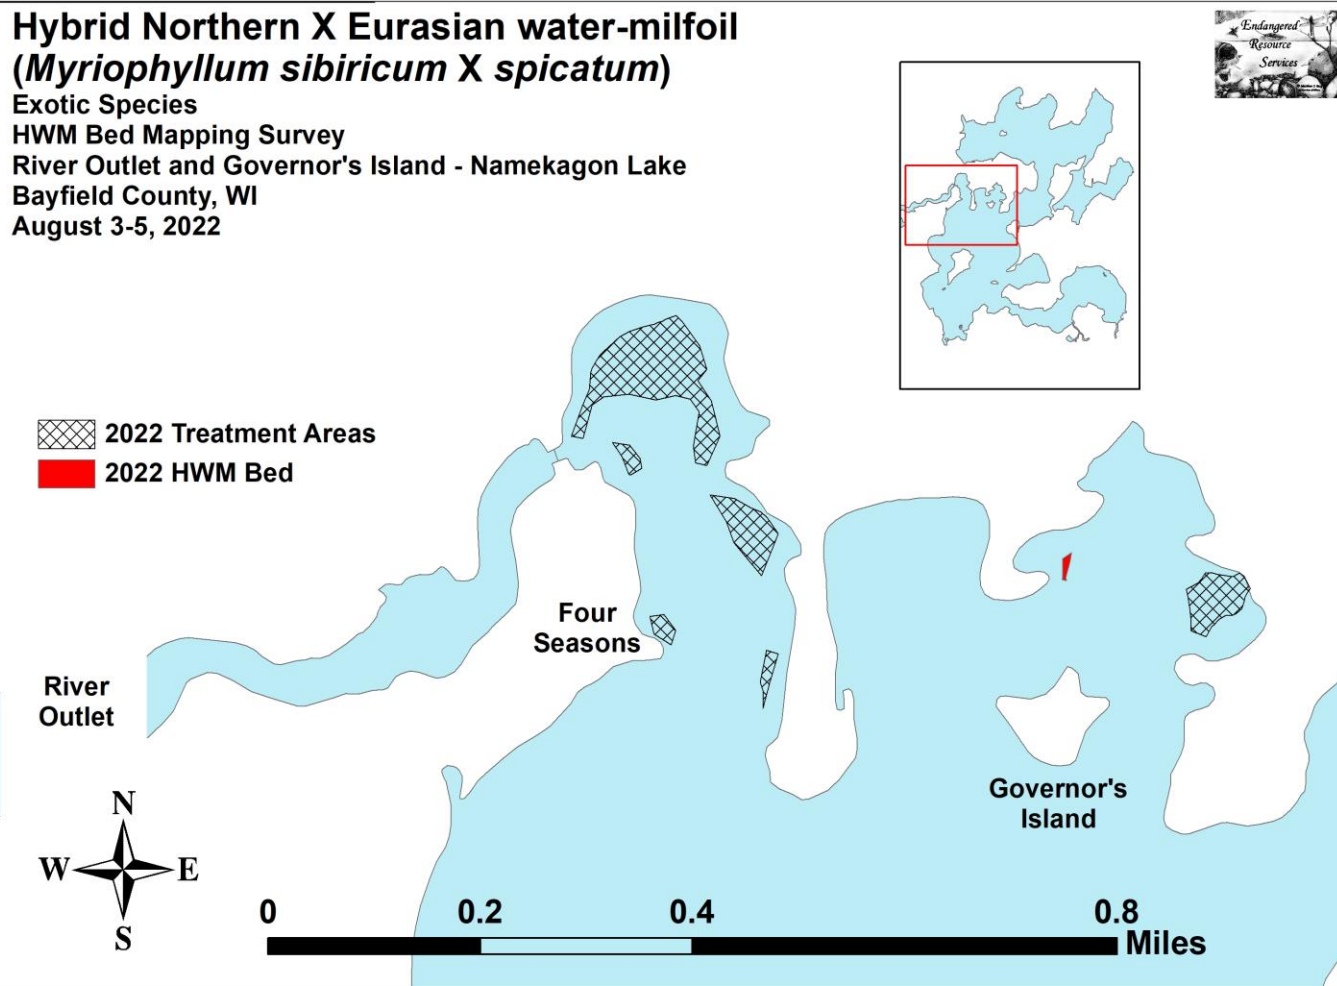 Hybrid Northern X Eurasian water-milfoil
(Myriophyllum sibiricum X spicatum)
Exotic Species
HWM Bed Mapping Survey
River Outlet and Governor's Island - Namekagon Lake
Bayfield County, WI
August 3-5, 2022
Endangered
Resource
Services
2022 Treatment Areas
2022 HWM Bed
Four
Seasons
River
Outlet
Governor's
Island
N
W E
S
0 0.2 0.4 0.8
Miles